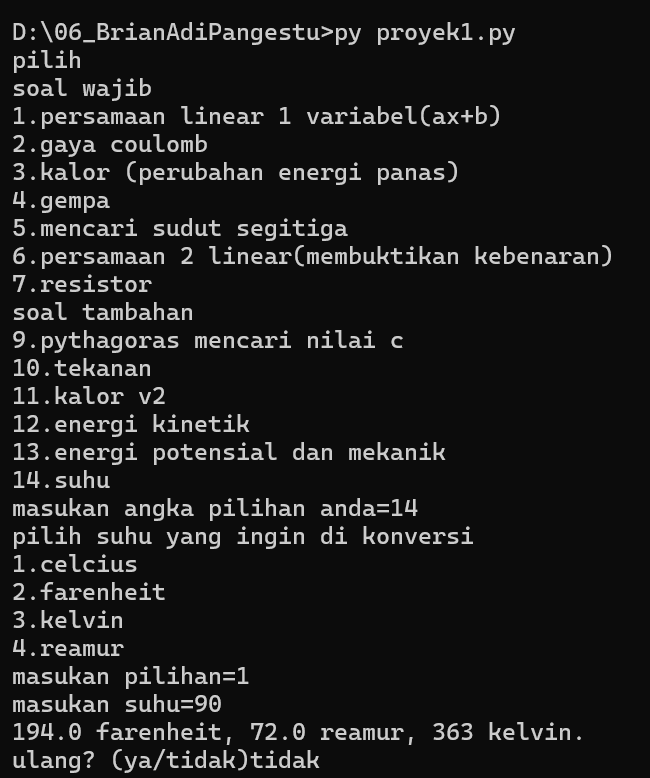 D:\06_BrianAdiPangestu>py proyek1.py
pilih
soal wajib
1.persamaan linear 1 variabel(ax+b)
2.gaya coulomb
3.kalor (perubahan energi panas)
4.gempa
5.mencari sudut segitiga
6.persamaan 2 linear(membuktikan kebenaran)
7.resistor
soal tambahan
9.pythagoras mencari nilai c
10.tekanan
11.kalor v2
12.energi kinetik
13.energi potensial dan mekanik
14.suhu
masukan angka pilihan anda=14
pilih suhu yang ingin di konversi
1.celcius
2.farenheit
3.kelvin
4.reamur
masukan pilihan=1
masukan suhu=90
194.0 farenheit, 72.0 reamur, 363 kelvin.
ulang? (ya/tidak)tidak